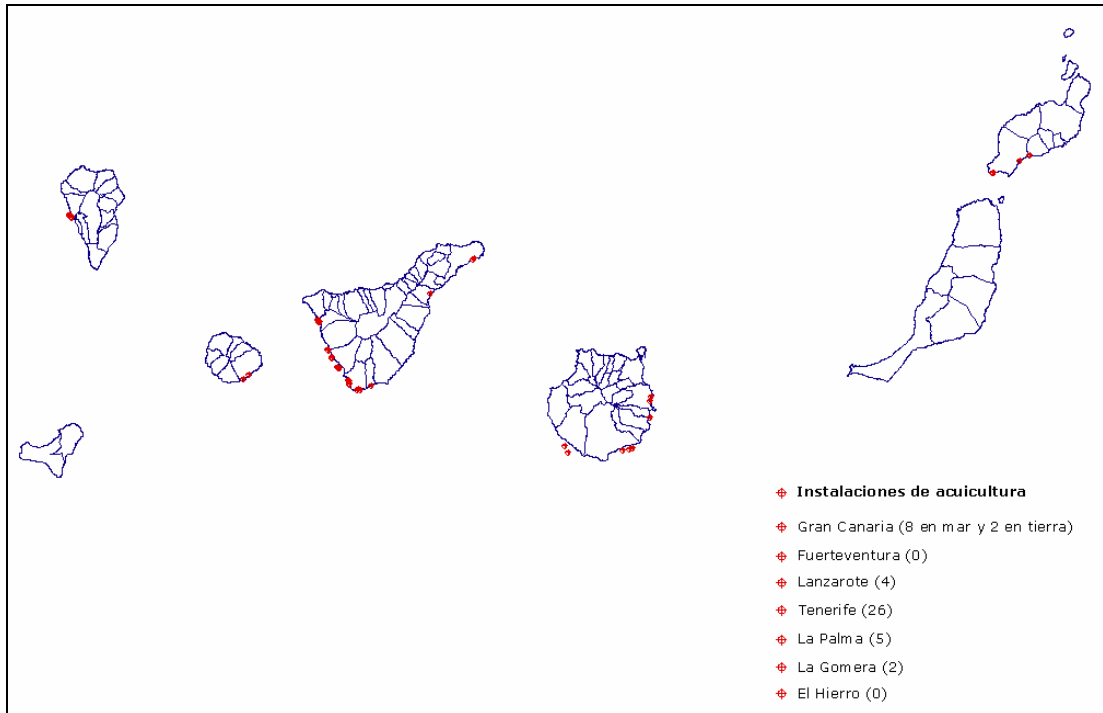 Instalaciones de acuicultura
Gran Canaria (8 en mar y 2 en tierra)
Fuerteventura (0)
Lanzarote (4)
Tenerife (26)
La Palma (5)
La Gomera (2)
El Hierro (0)